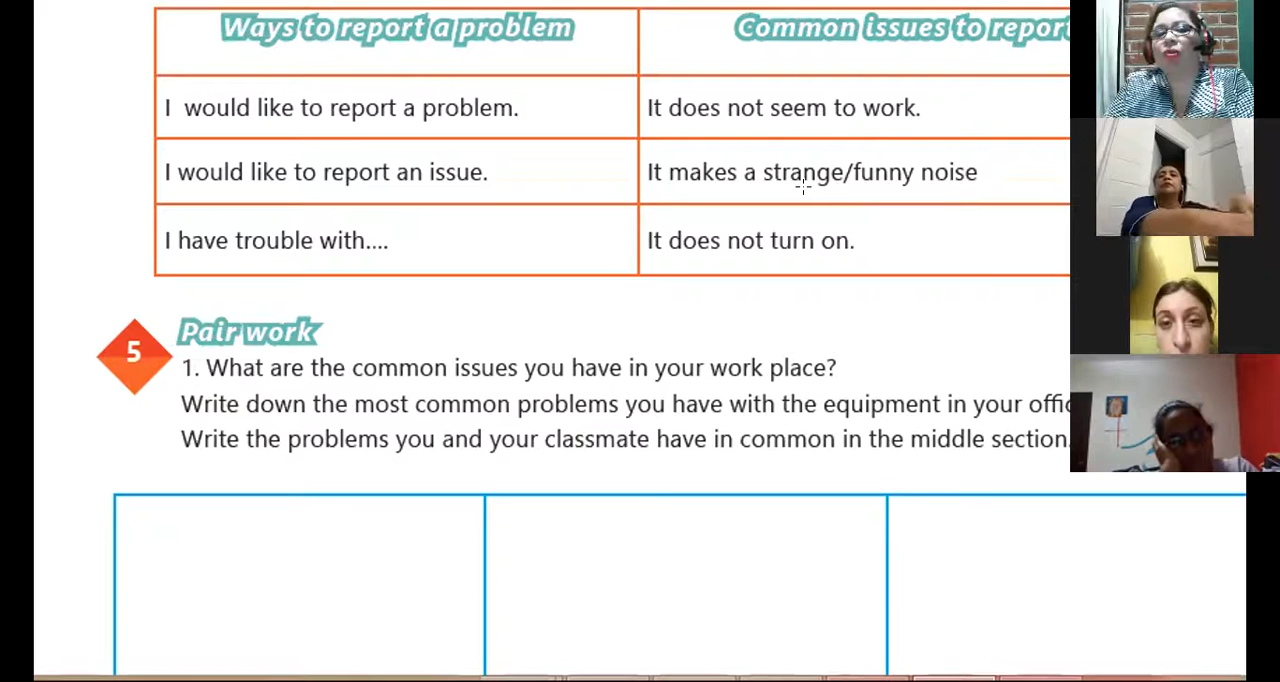 Ways to report a problem
Common issues to report
I would like to report a problem.
It does not seem to work.
I would like to report an issue.
It makes a strange/funny noise
I have trouble with....
It does not turn on.
5
Pair work
1. What are the common issues you have in your work place?
Write down the most common problems you have with the equipment in your
Write the problems you and your classmate have in common in the middle section.